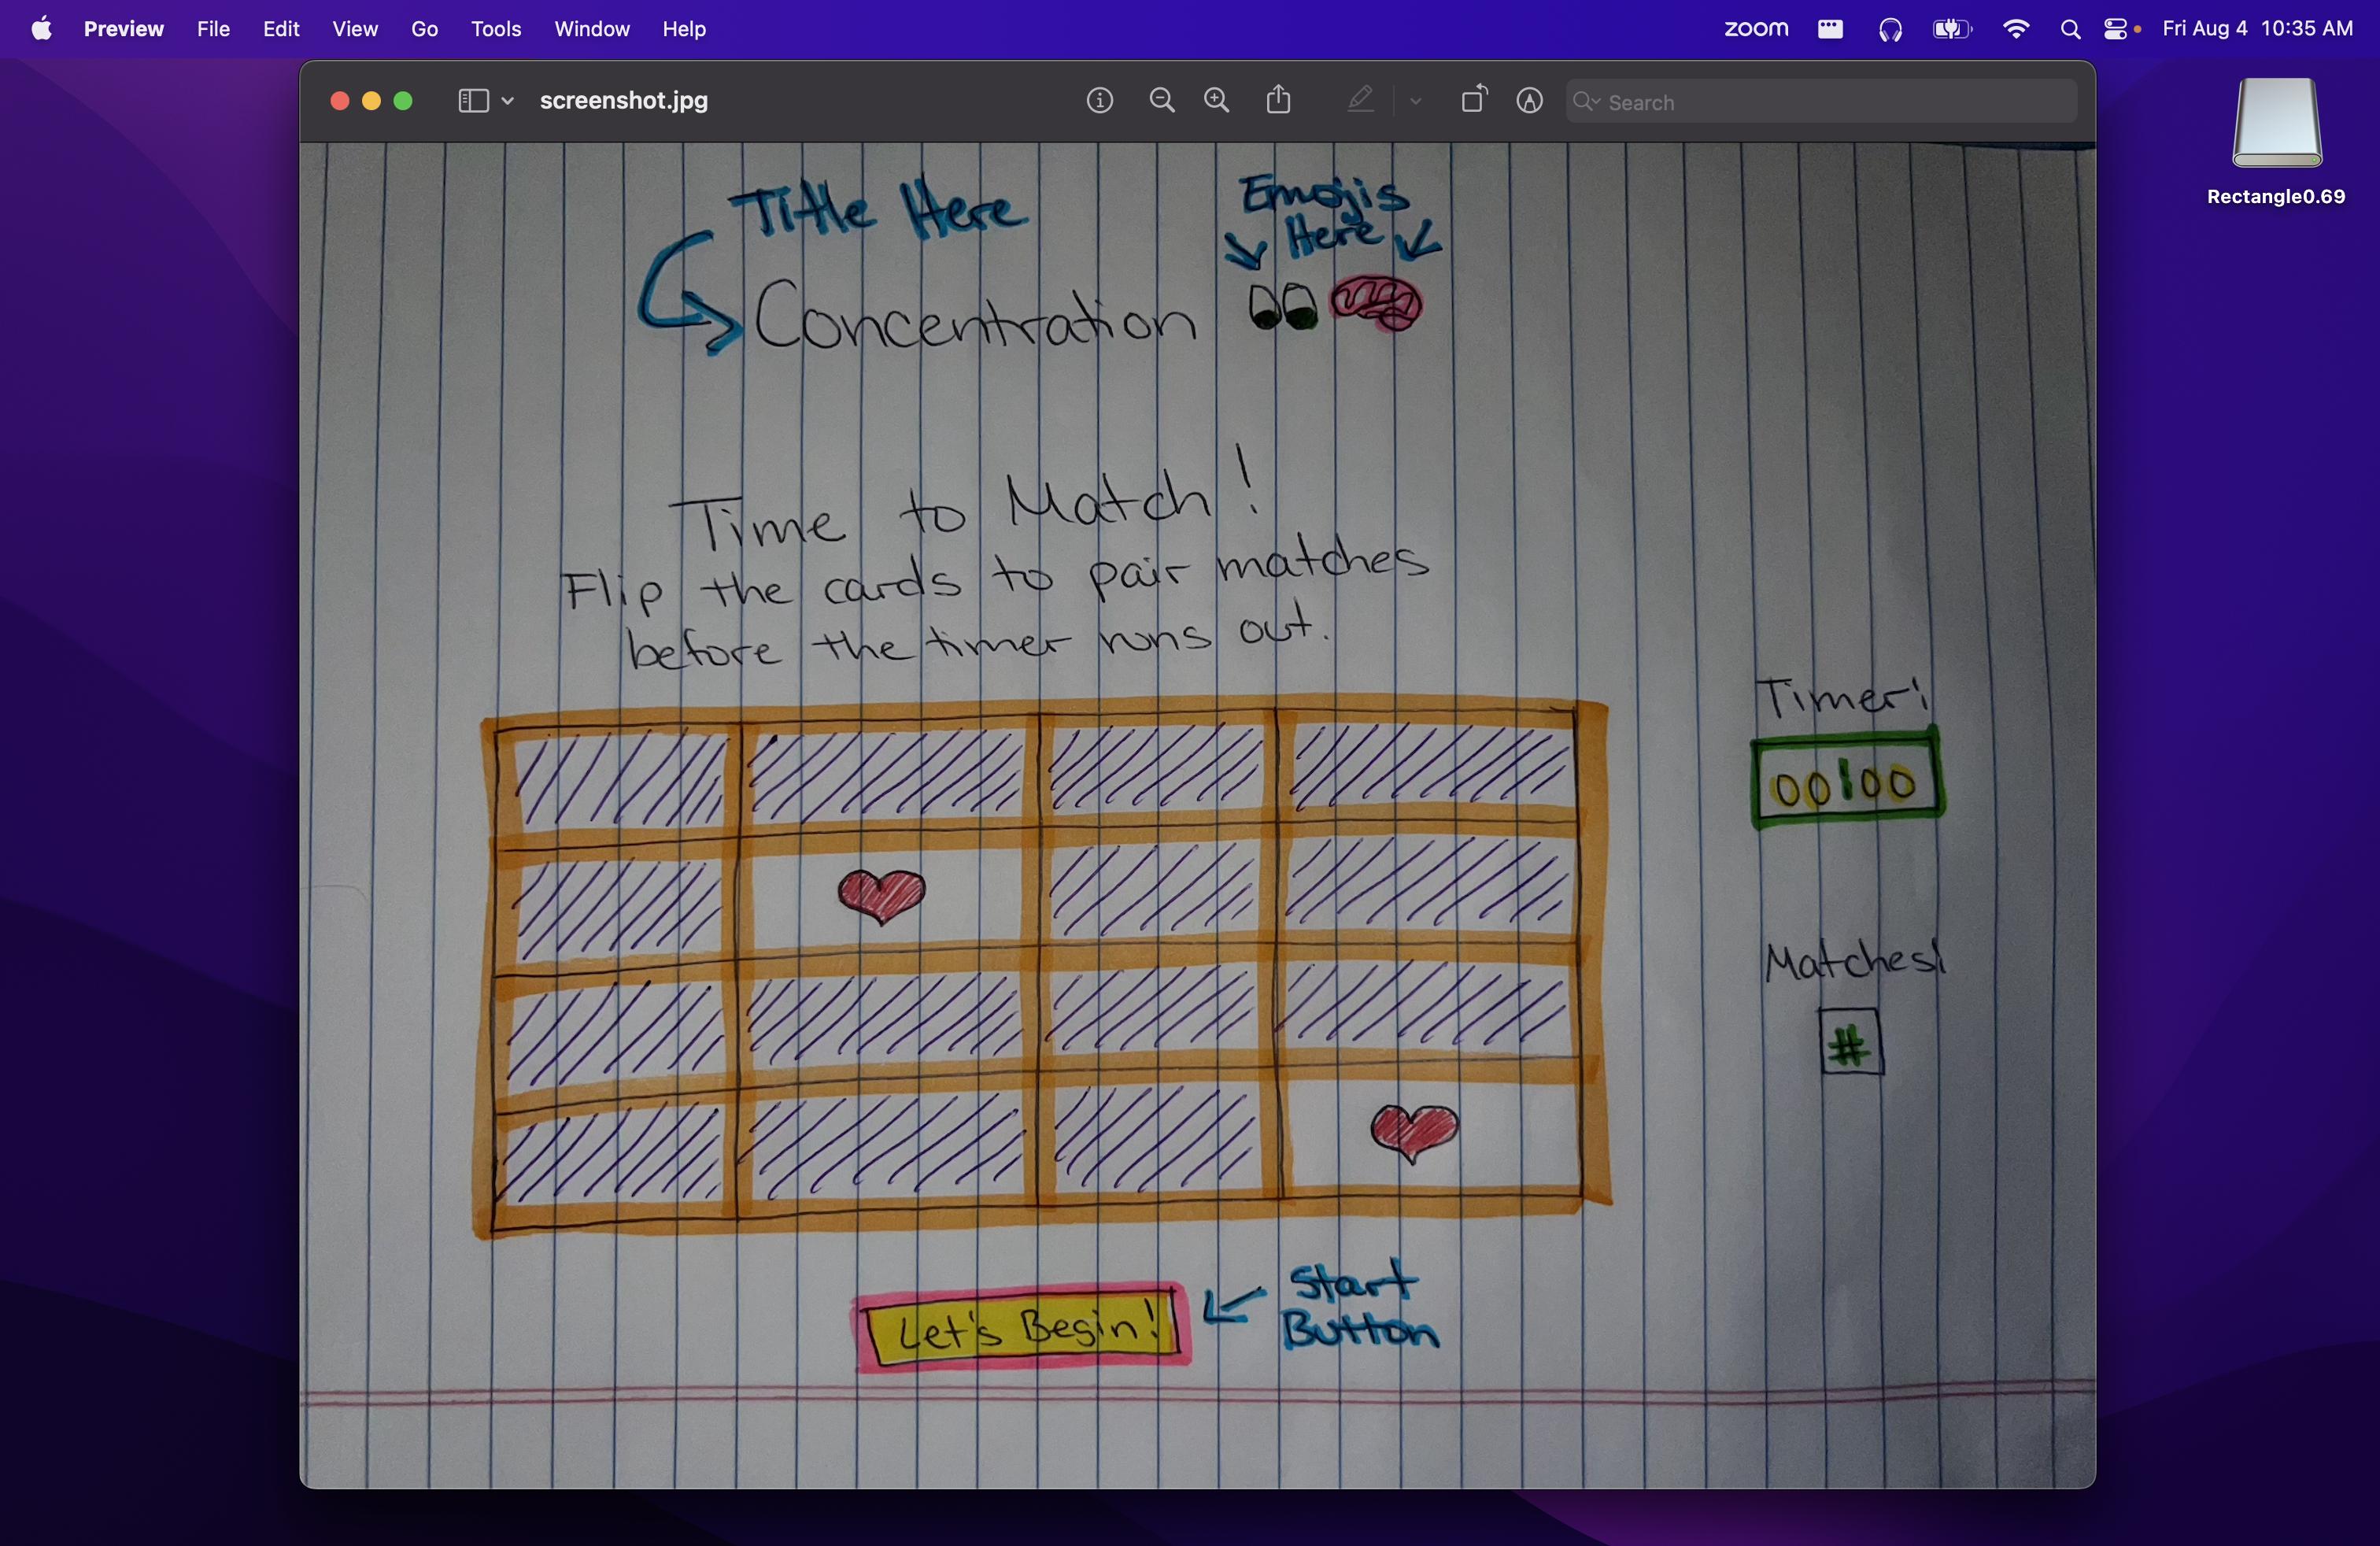 Preview File Edit View Go Tools Window Help
zoom
Fri Aug 4 10:35 AM
screenshot.jpg
Search
Rectangle0.69
Title Here
Emojis
Here
Concentration
Time to Match!
Flip the cards to pair matches
before the timer runs out.
Timer:
00:00
Matches:
#
Let's Begin!
Start
Button